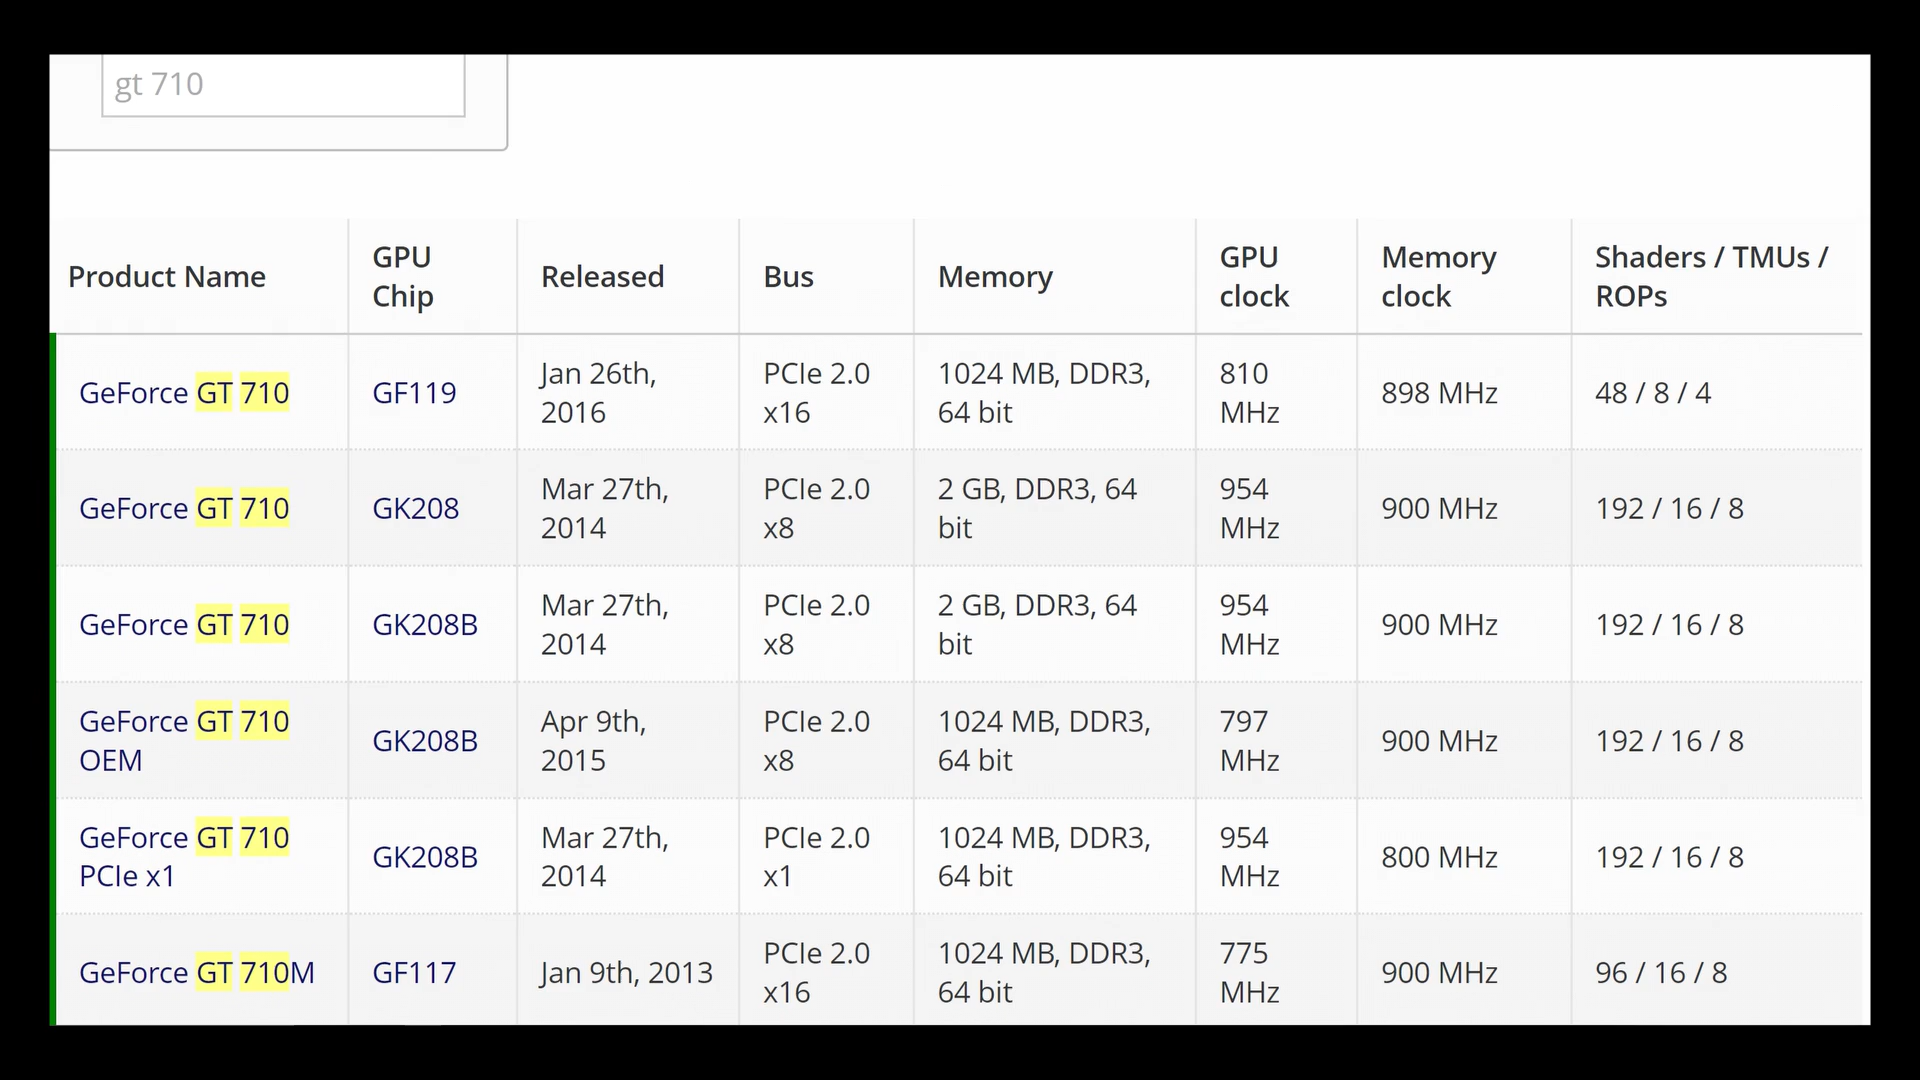 gt 710
Product Name
GPU
Chip
Released
Bus
Memory
GPU
clock
Memory
clock
Shaders / TMUs /
ROPs
GeForce GT 710
GF119
Jan 26th,
2016
PCIe 2.0
x16
1024 MB, DDR3,
64 bit
810
MHz
898 MHz
48 / 8 / 4
GeForce GT 710
GK208
Mar 27th,
2014
PCIe 2.0
x8
2 GB, DDR3, 64
bit
954
MHz
900 MHz
192 / 16 / 8
GeForce GT 710
GK208B
Mar 27th,
2014
PCIe 2.0
x8
2 GB, DDR3, 64
bit
954
MHz
900 MHz
192 / 16 / 8
GeForce GT 710
OEM
GK208B
Apr 9th,
2015
PCIe 2.0
x8
1024 MB, DDR3,
64 bit
797
MHz
900 MHz
192 / 16 / 8
GeForce GT 710
PCIe x1
GK208B
Mar 27th,
2014
PCIe 2.0
x1
1024 MB, DDR3,
64 bit
954
MHz
800 MHz
192 / 16 / 8
GeForce GT 710M
GF117
Jan 9th, 2013
PCIe 2.0
x16
1024 MB, DDR3,
64 bit
775
MHz
900 MHz
96 / 16 / 8